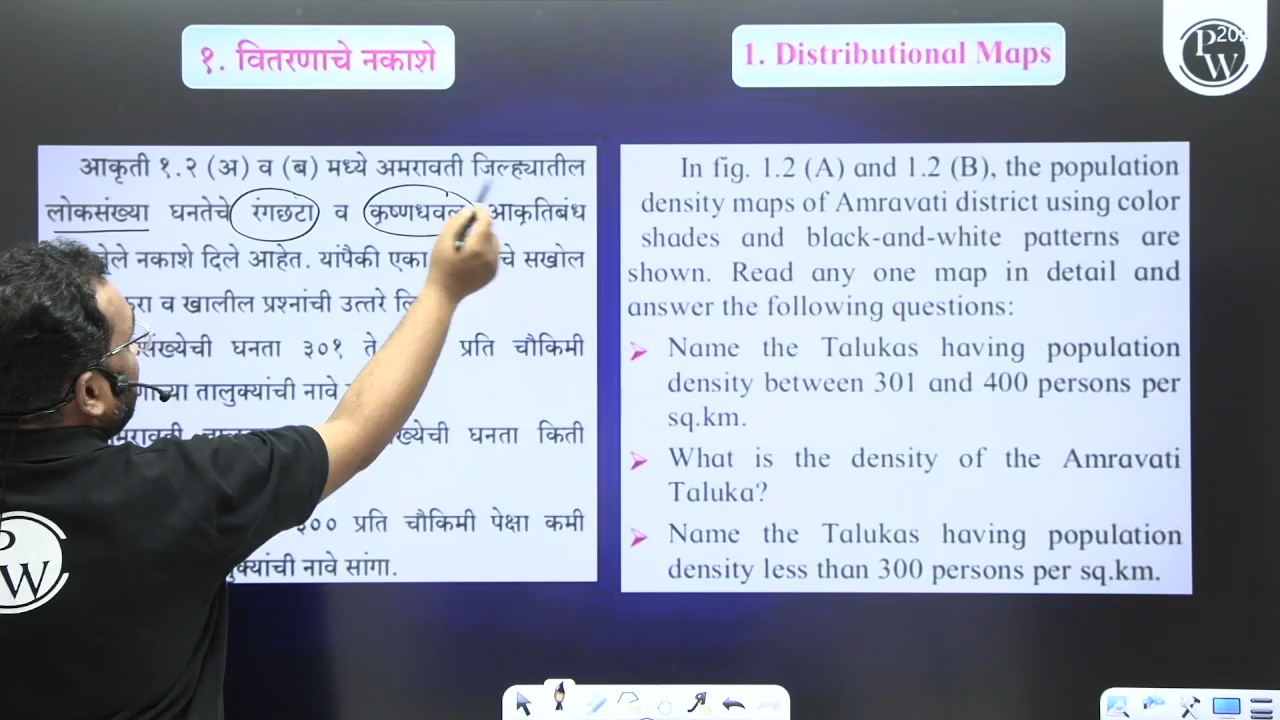 १. वितरणाचे नकाशे
1. Distributional Maps
आकृती १.२ (अ) व (ब) मध्ये अमरावती जिल्ह्यातील
लोकसंख्या घनतेचे रंगछटा व कृष्णधवल आकृतिबंध
नकाशे दिले आहेत. यांपैकी एका सखोल
व खालील प्रश्नांची उत्तरे
घनता ३०१ ते प्रति चौकिमी
तालुक्यांची नावे
घनता किती
३०० प्रति चौकिमी पेक्षा कमी
नावे सांगा.
In fig. 1.2 (A) and 1.2 (B), the population
density maps of Amravati district using color
shades and black-and-white patterns are
shown. Read any one map in detail and
answer the following questions:
➤ Name the Talukas having population
density between 301 and 400 persons per
sq.km.
➤ What is the density of the Amravati
Taluka?
➤ Name the Talukas having population
density less than 300 persons per sq.km.
PW
W